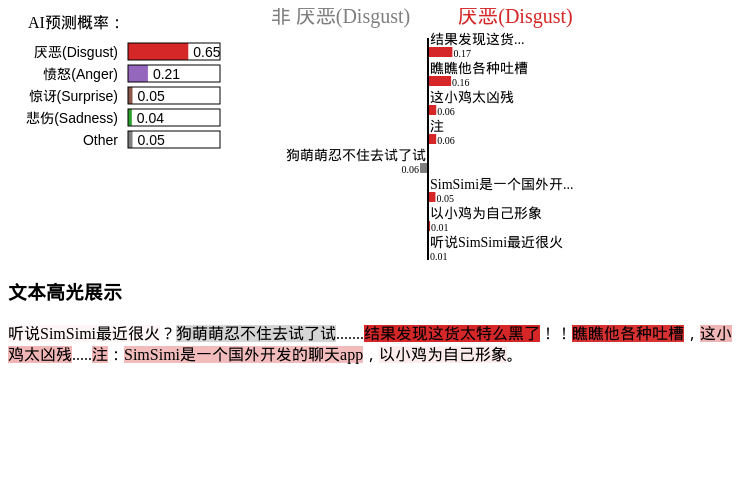 AI预测概率：
厌恶(Disgust) 0.65
愤怒(Anger) 0.21
惊讶(Surprise) 0.05
悲伤(Sadness) 0.04
Other 0.05
非 厌恶(Disgust) 厌恶(Disgust)
结果发现这货...
0.17
瞧瞧他各种吐槽
0.16
这小鸡太凶残
0.06
注
0.06
狗萌萌忍不住去试了试
0.06
SimSimi是一个国外开...
0.05
以小鸡为自己形象
0.01
听说SimSimi最近很火
0.01
文本高光展示
听说SimSimi最近很火？狗萌萌忍不住去试了试.......结果发现这货太特么黑了！！瞧瞧他各种吐槽，这小
鸡太凶残.....注：SimSimi是一个国外开发的聊天app，以小鸡为自己形象。